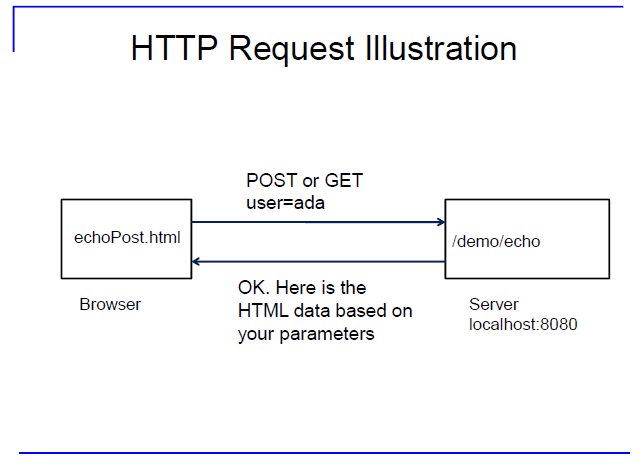 HTTP Request Illustration
POST or GET
user=ada
echoPost.html
/demo/echo
Browser
OK. Here is the
HTML data based on
your parameters
Server
localhost:8080